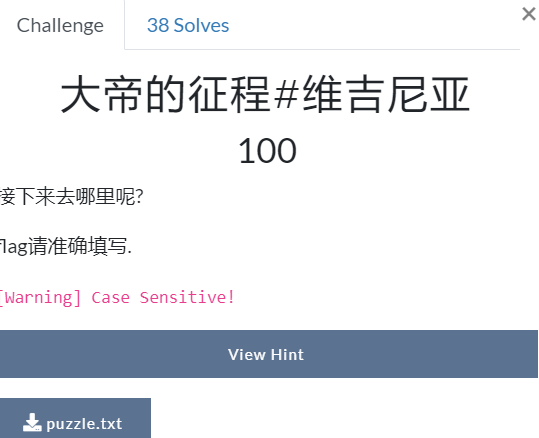 Challenge
38 Solves
×
大帝的征程#维吉尼亚
100
接下来去哪里呢?
flag请准确填写.
[Warning] Case Sensitive!
View Hint
puzzle.txt